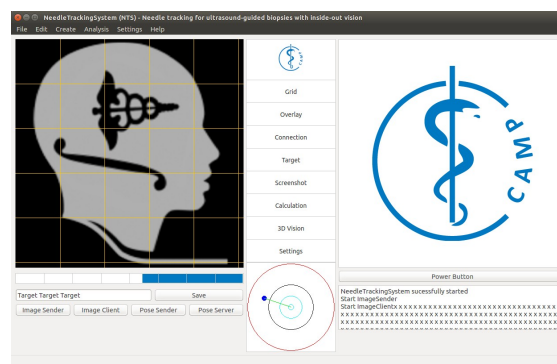 NeedleTrackingSystem (NTS) - Needle tracking for ultrasound-guided biopsies with inside-out vision
File Edit Create Analysis Settings Help
CAMP
Grid
Overlay
Connection
Target
Screenshot
Calculation
3D Vision
Settings
CAMP
Target Target Target
Save
Image Sender Image Client Pose Sender Pose Server
Power Button
NeedleTrackingSystem sucessfully started
Start ImageSender
Start ImageClientx x x x x x x x x x x x x x x x x x x x x x x x x x x x x x